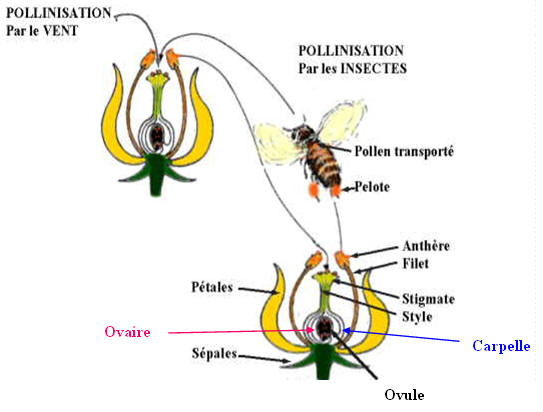 POLLINISATION
Par le VENT
POLLINISATION
Par les INSECTES
Pollen transporté
Pelote
Anthère
Filet
Pétales
Stigmate
Style
Ovaire
Carpelle
Sépales
Ovule